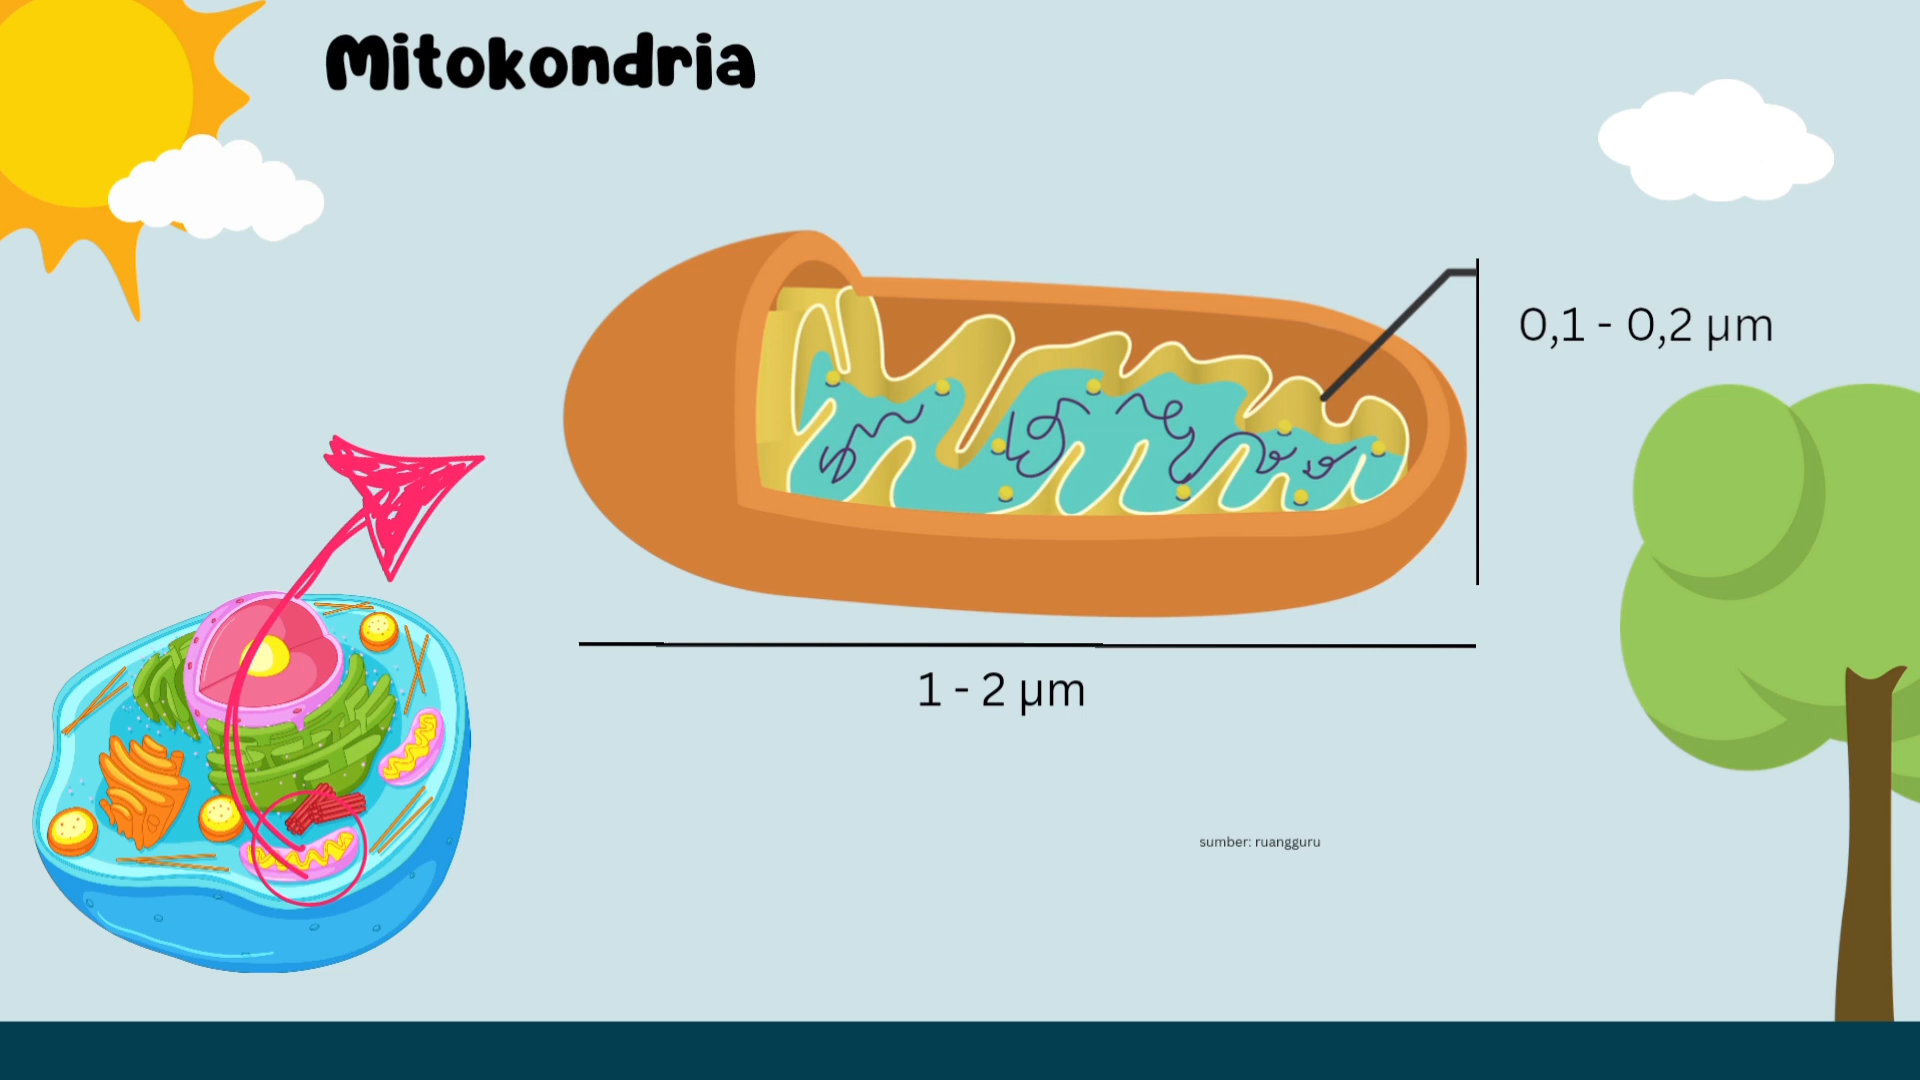 Mitokondria
0,1 - 0,2 µm
1 - 2 µm
sumber: ruangguru